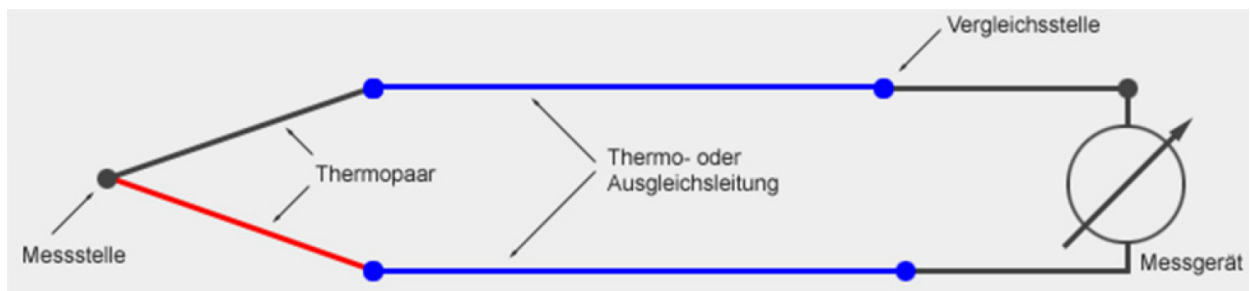 Vergleichsstelle
Thermo- oder
Ausgleichsleitung
Thermopaar
Messstelle
Messgerät